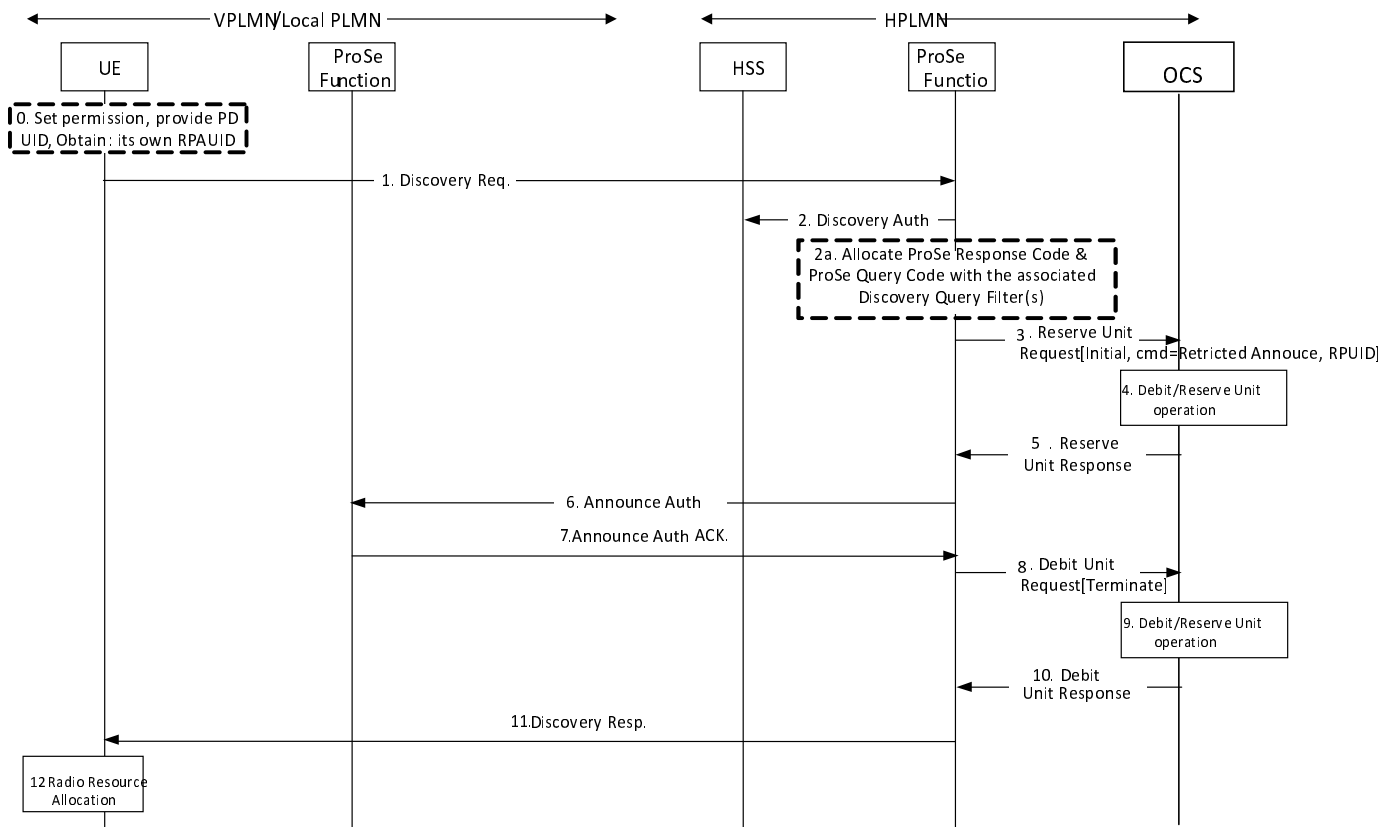 VPLMN/Local PLMN
HPLMN
UE
ProSe
Function
HSS
ProSe
Functio
OCS
0. Set permission, provide PD
UID, Obtain: its own RPAUID
1. Discovery Req.
2. Discovery Auth
2a. Allocate ProSe Response Code &
ProSe Query Code with the associated
Discovery Query Filter(s)
3. Reserve Unit
Request[Initial, cmd=Retricted Annouce, RPUID]
4. Debit/Reserve Unit
operation
5 . Reserve
Unit Response
6. Announce Auth
7.Announce Auth ACK.
8. Debit Unit
Request[Terminate]
9. Debit/Reserve Unit
operation
10. Debit
Unit Response
11.Discovery Resp.
12 Radio Resource
Allocation